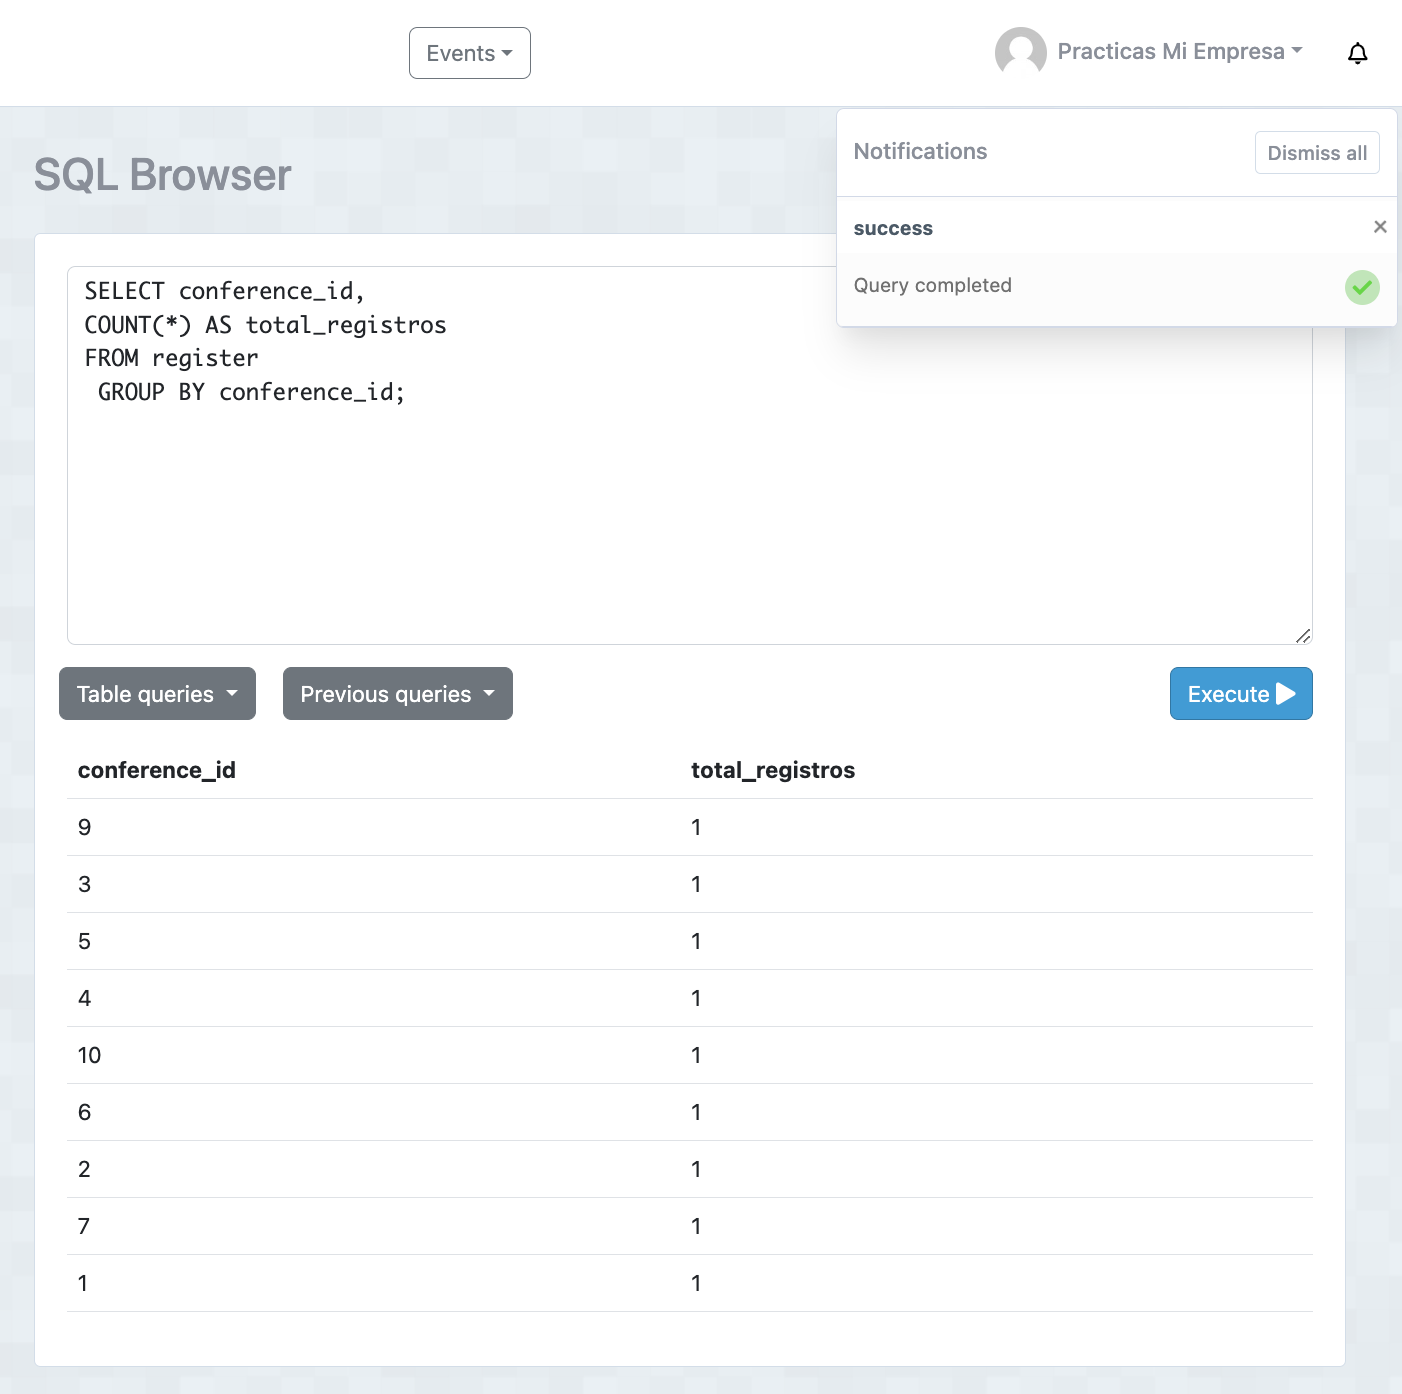 Events
Practicas Mi Empresa
SQL Browser
Notifications
Dismiss all
success
Query completed
SELECT conference_id,
COUNT(*) AS total_registros
FROM register
GROUP BY conference_id;
Table queries
Previous queries
Execute
conference_id total_registros
9 1
3 1
5 1
4 1
10 1
6 1
2 1
7 1
1 1